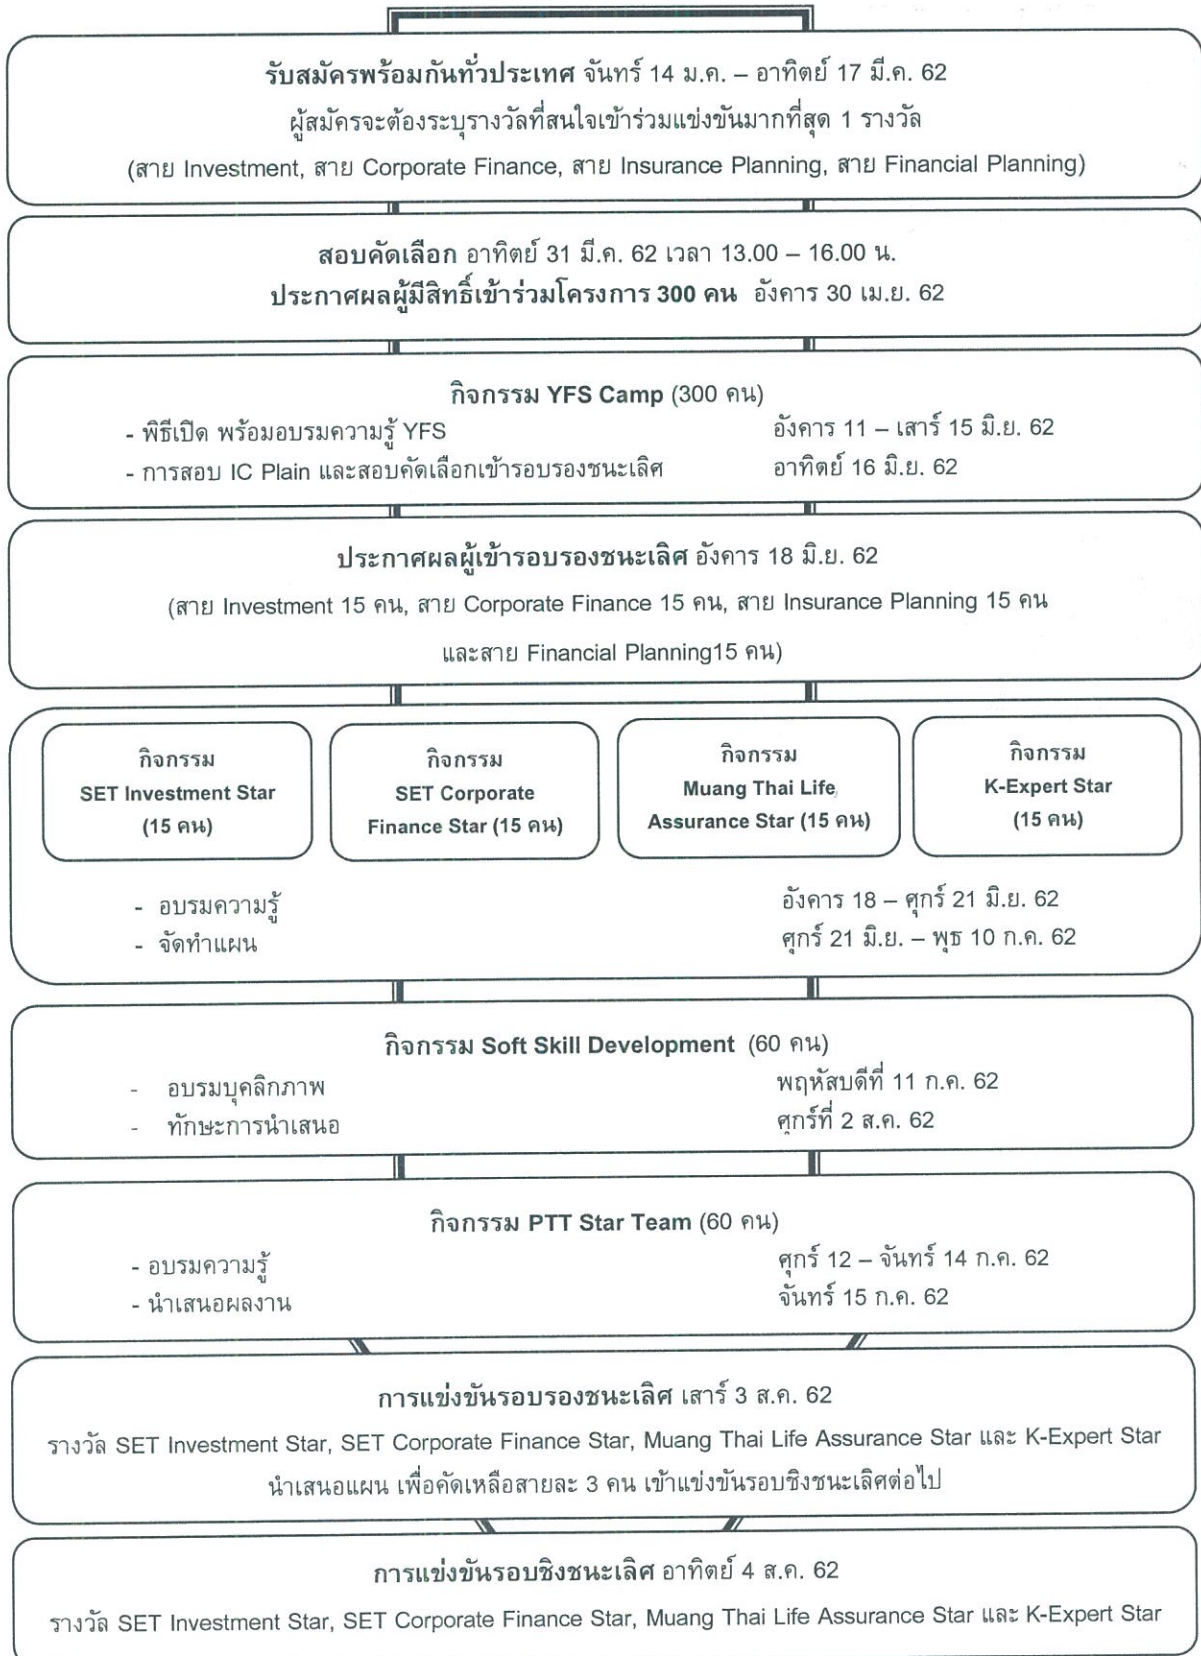 รับสมัครพร้อมกันทั่วประเทศ จันทร์ 14 ม.ค. – อาทิตย์ 17 มี.ค. 62
ผู้สมัครจะต้องระบุรางวัลที่สนใจเข้าร่วมแข่งขันมากที่สุด 1 รางวัล
(สาย Investment, สาย Corporate Finance, สาย Insurance Planning, สาย Financial Planning)
สอบคัดเลือก อาทิตย์ 31 มี.ค. 62 เวลา 13.00 – 16.00 น.
ประกาศผลผู้มีสิทธิ์เข้าร่วมโครงการ 300 คน อังคาร 30 เม.ย. 62
กิจกรรม YFS Camp (300 คน)
- พิธีเปิด พร้อมอบรมความรู้ YFS อังคาร 11 – เสาร์ 15 มิ.ย. 62
- การสอบ IC Plain และสอบคัดเลือกเข้ารอบรองชนะเลิศ อาทิตย์ 16 มิ.ย. 62
ประกาศผลผู้เข้ารอบรองชนะเลิศ อังคาร 18 มิ.ย. 62
(สาย Investment 15 คน, สาย Corporate Finance 15 คน, สาย Insurance Planning 15 คน
และสาย Financial Planning15 คน)
กิจกรรม
SET Investment Star
(15 คน)
กิจกรรม
SET Corporate
Finance Star (15 คน)
กิจกรรม
Muang Thai Life
Assurance Star (15 คน)
กิจกรรม
K-Expert Star
(15 คน)
- อบรมความรู้ อังคาร 18 – ศุกร์ 21 มิ.ย. 62
- จัดทำแผน ศุกร์ 21 มิ.ย. – พุธ 10 ก.ค. 62
กิจกรรม Soft Skill Development (60 คน)
- อบรมบุคลิกภาพ พฤหัสบดีที่ 11 ก.ค. 62
- ทักษะการนำเสนอ ศุกร์ที่ 2 ส.ค. 62
กิจกรรม PTT Star Team (60 คน)
- อบรมความรู้ ศุกร์ 12 – จันทร์ 14 ก.ค. 62
- นำเสนอผลงาน จันทร์ 15 ก.ค. 62
การแข่งขันรอบรองชนะเลิศ เสาร์ 3 ส.ค. 62
รางวัล SET Investment Star, SET Corporate Finance Star, Muang Thai Life Assurance Star และ K-Expert Star
นำเสนอแผน เพื่อคัดเหลือสายละ 3 คน เข้าแข่งขันรอบชิงชนะเลิศต่อไป
การแข่งขันรอบชิงชนะเลิศ อาทิตย์ 4 ส.ค. 62
รางวัล SET Investment Star, SET Corporate Finance Star, Muang Thai Life Assurance Star และ K-Expert Star